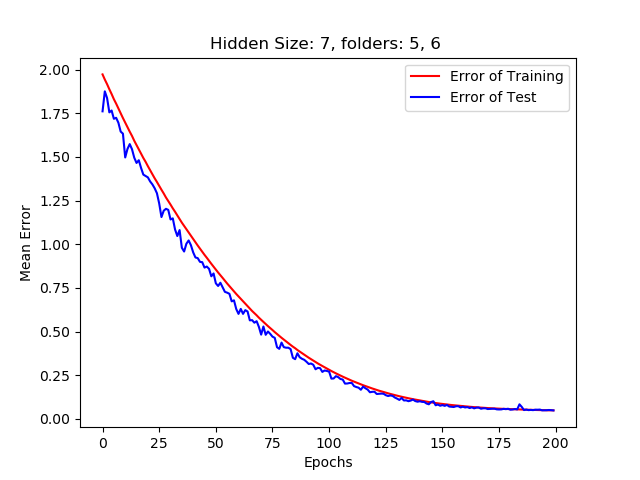 Hidden Size: 7, folders: 5, 6
Error of Training
Error of Test
2.00
1.75
1.50
1.25
1.00
0.75
0.50
0.25
0.00
Mean Error
0 25 50 75 100 125 150 175 200
Epochs